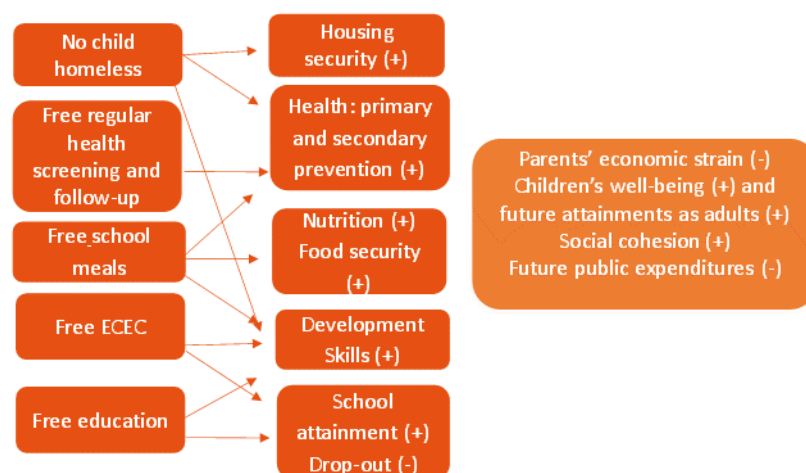 No child
homeless
Free regular
health
screening and
follow-up
Free school
meals
Free ECEC
Free education
Housing
security (+)
Health: primary
and secondary
prevention (+)
Nutrition (+)
Food security
(+)
Development
Skills (+)
School
attainment (+)
Drop-out (-)
Parents' economic strain (-)
Children's well-being (+) and
future attainments as adults (+)
Social cohesion (+)
Future public expenditures (-)